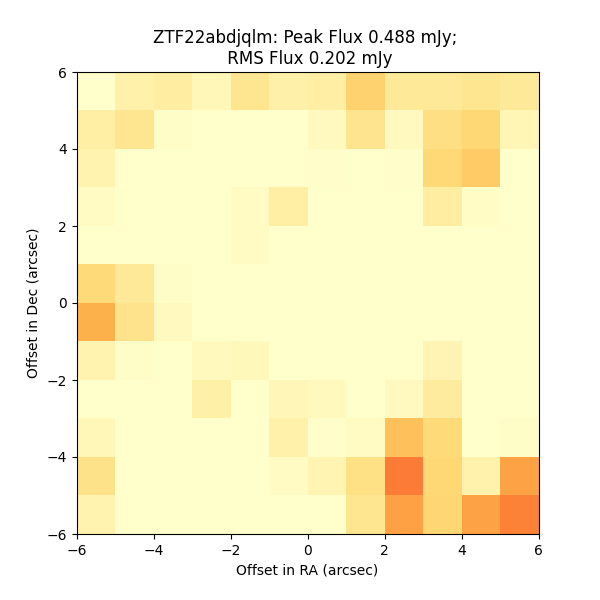 ZTF22abdjqlm: Peak Flux 0.488 mJy;
RMS Flux 0.202 mJy
6
4
2
0
−2
−4
−6
Offset in Dec (arcsec)
−6 −4 −2 0 2 4 6
Offset in RA (arcsec)